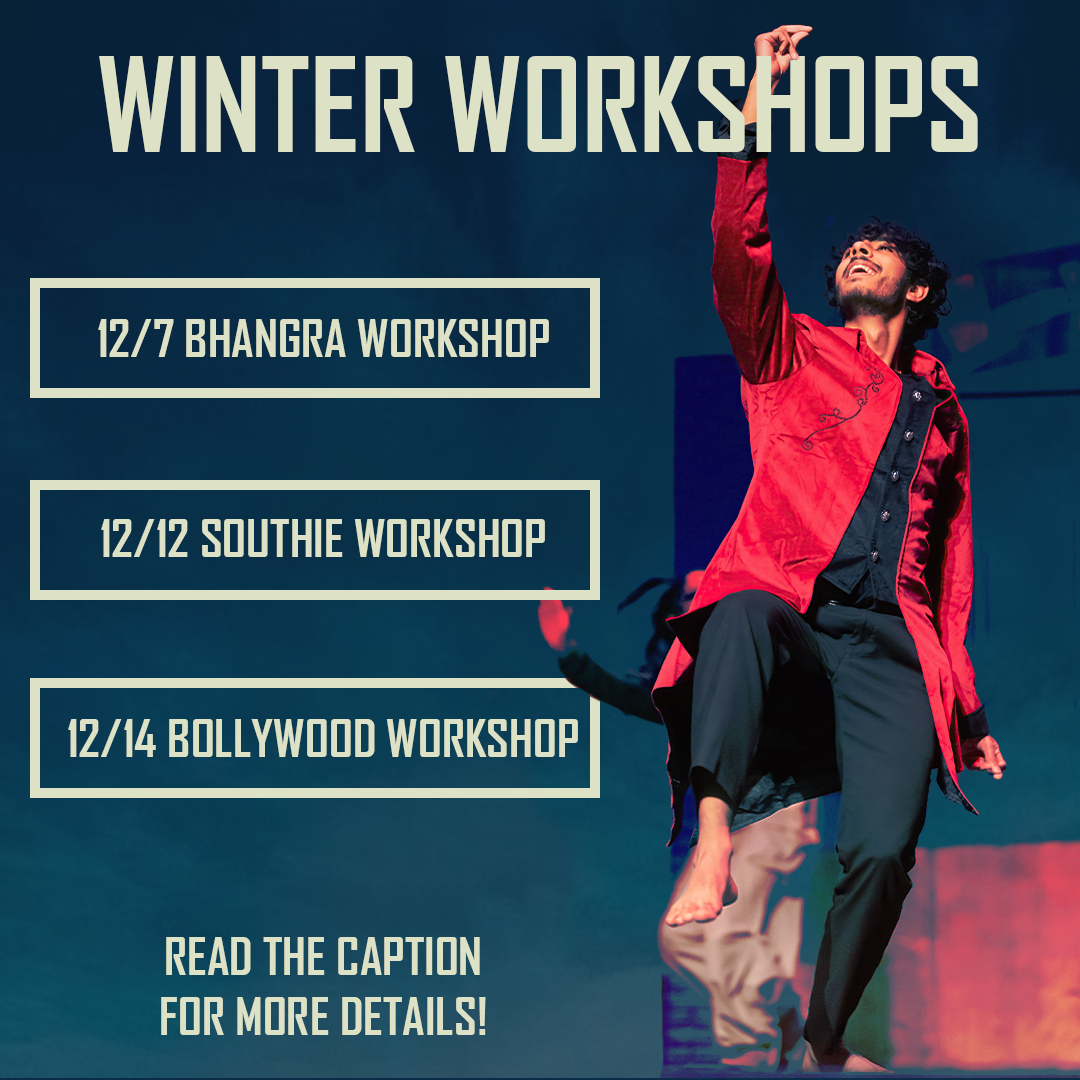 WINTER WORKSHOPS
12/7 BHANGRA WORKSHOP
12/12 SOUTHIE WORKSHOP
12/14 BOLLYWOOD WORKSHOP
READ THE CAPTION
FOR MORE DETAILS!